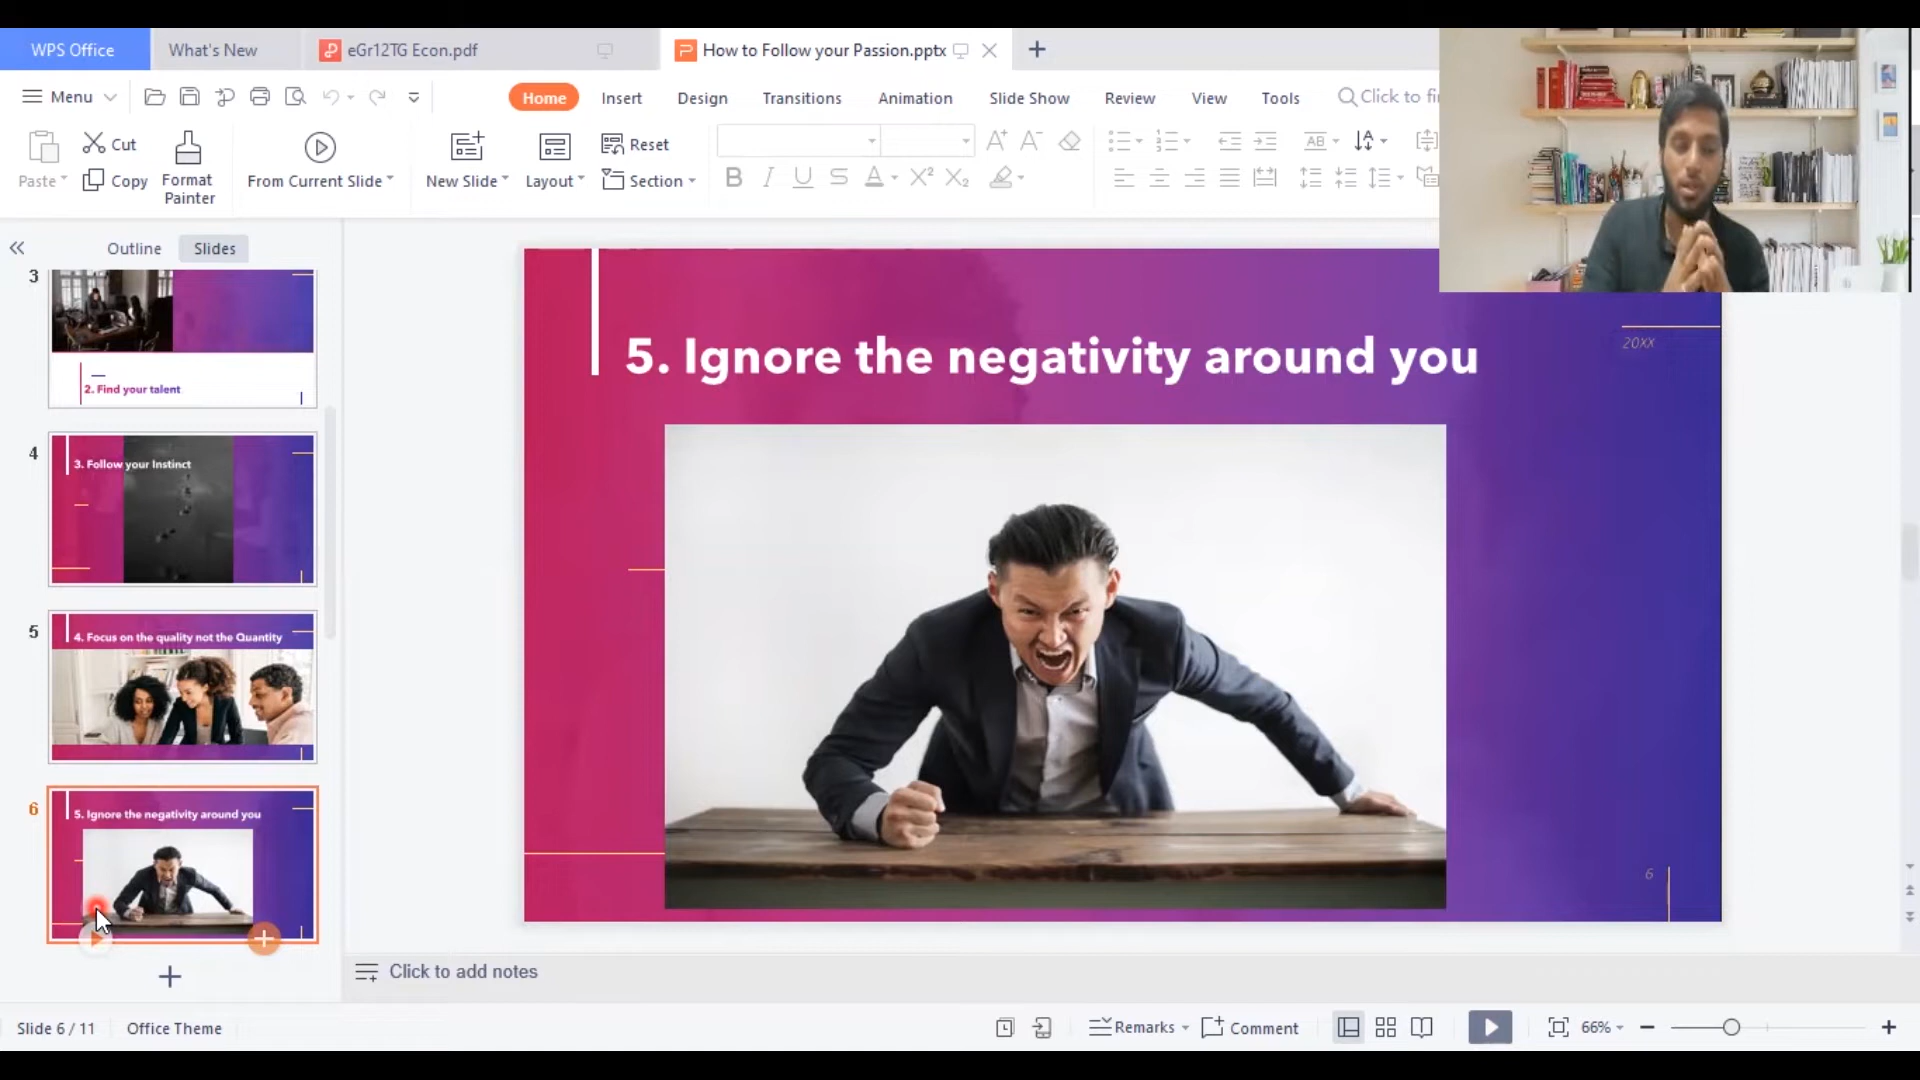 WPS Office What's New eGr12TG Econ.pdf How to Follow your Passion.pptx
Menu Home Insert Design Transitions Animation Slide Show Review View Tools Click to fi
Paste Cut Copy Format Painter From Current Slide New Slide Layout Reset Section
B I U S A X² X₂ AB
Outline Slides
3
2. Find your talent
4
3. Follow your Instinct
5
4. Focus on the quality not the Quantity
6
5. Ignore the negativity around you
5. Ignore the negativity around you
20XX
6
Click to add notes
Slide 6 / 11 Office Theme Remarks Comment 66%